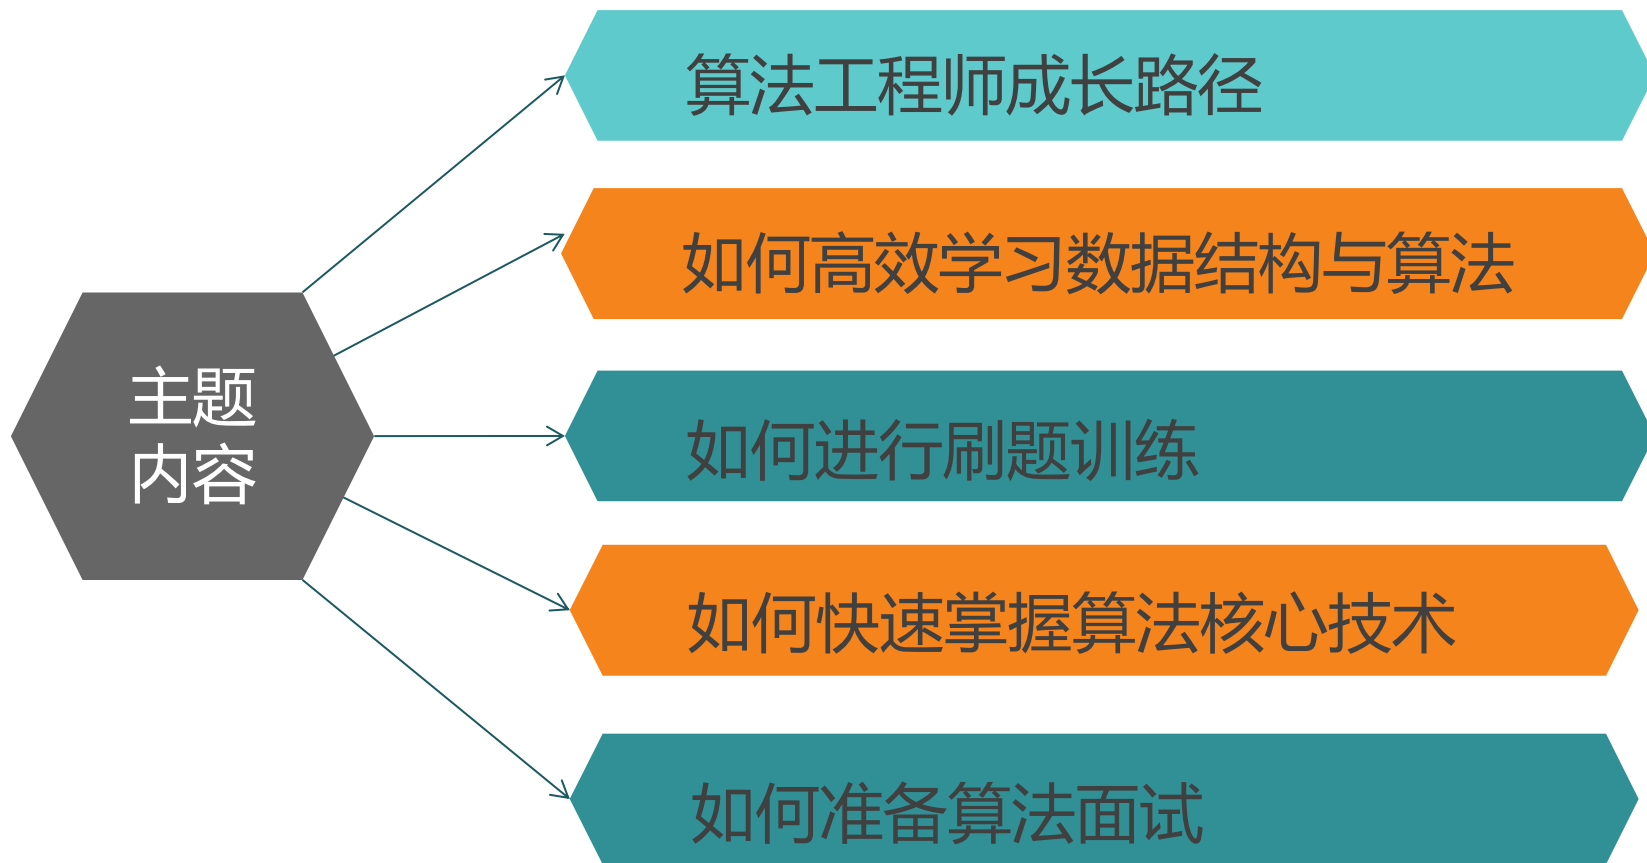 算法工程师成长路径
如何高效学习数据结构与算法
主题
内容
如何进行刷题训练
如何快速掌握算法核心技术
如何准备算法面试